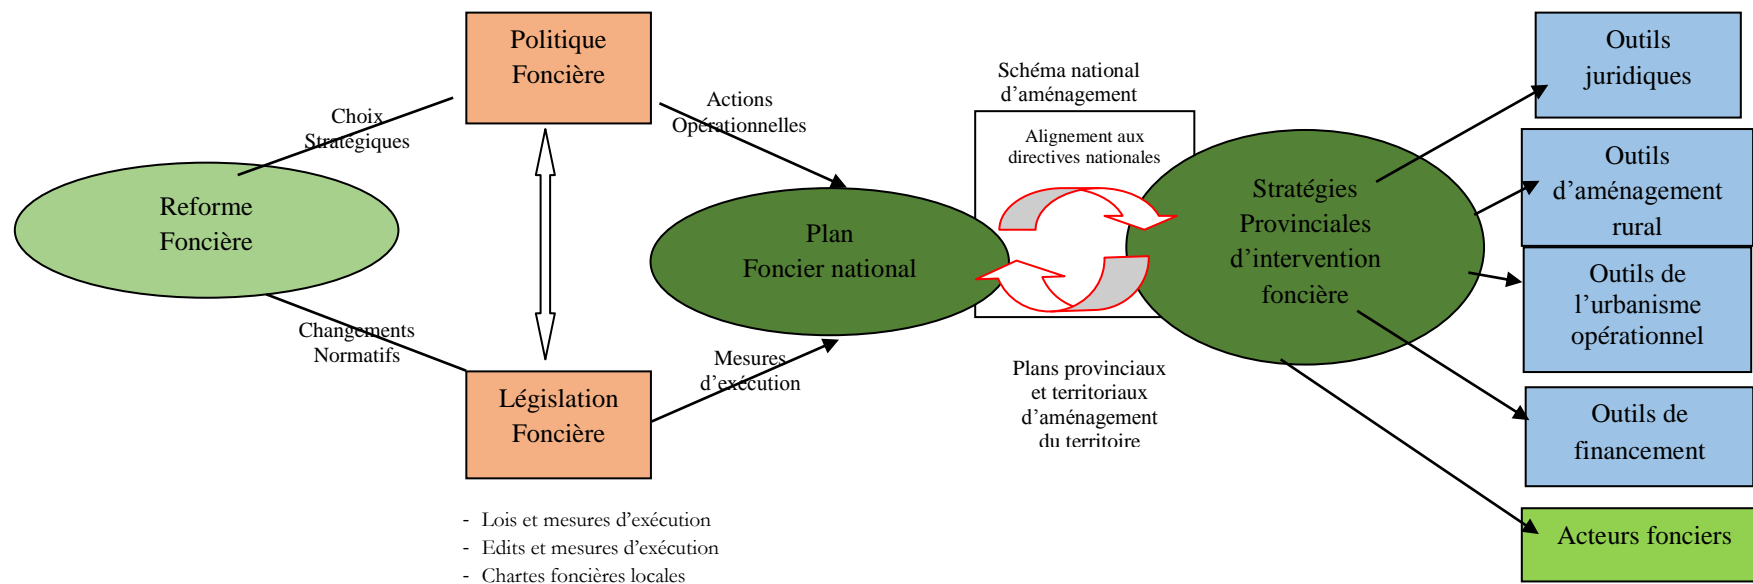 Politique
Foncière
Choix
Stratégiques
Reforme
Foncière
Changements
Normatifs
Législation
Foncière
- Lois et mesures d’exécution
- Edits et mesures d’exécution
- Chartes foncières locales
Actions
Opérationnelles
Plan
Foncier national
Mesures
d’exécution
Schéma national
d’aménagement
Alignement aux
directives nationales
Plans provinciaux
et territoriaux
d’aménagement
du territoire
Stratégies
Provinciales
d’intervention
foncière
Outils
juridiques
Outils
d’aménagement
rural
Outils de
l’urbanisme
opérationnel
Outils de
financement
Acteurs fonciers